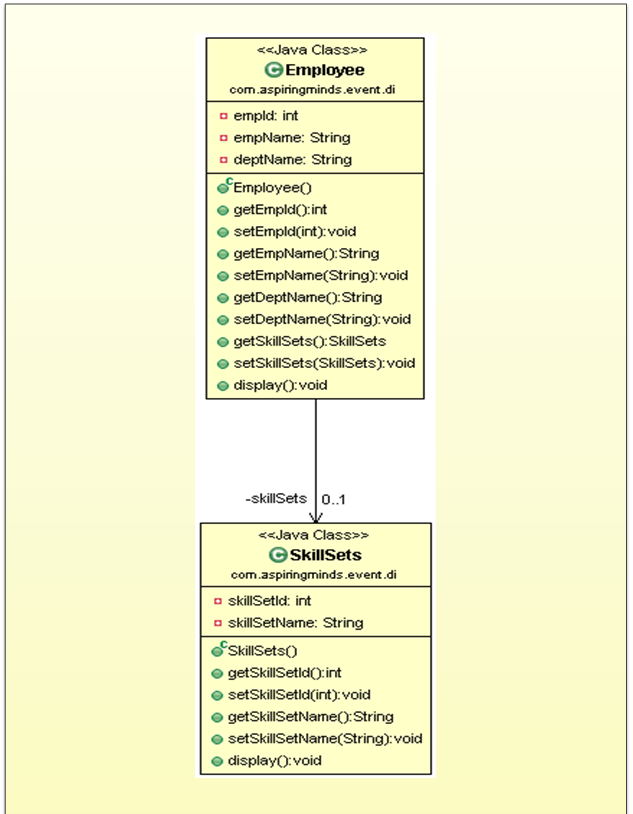 <<Java Class>>
Employee
com.aspiringminds.event.di
empId: int
empName: String
deptName: String
Employee()
getEmpId():int
setEmpId(int):void
getEmpName():String
setEmpName(String):void
getDeptName():String
setDeptName(String):void
getSkillSets():SkillSets
setSkillSets(SkillSets):void
display():void
-skillSets 0..1
<<Java Class>>
SkillSets
com.aspiringminds.event.di
skillSetId: int
skillSetName: String
SkillSets()
getSkillSetId():int
setSkillSetId(int):void
getSkillSetName():String
setSkillSetName(String):void
display():void